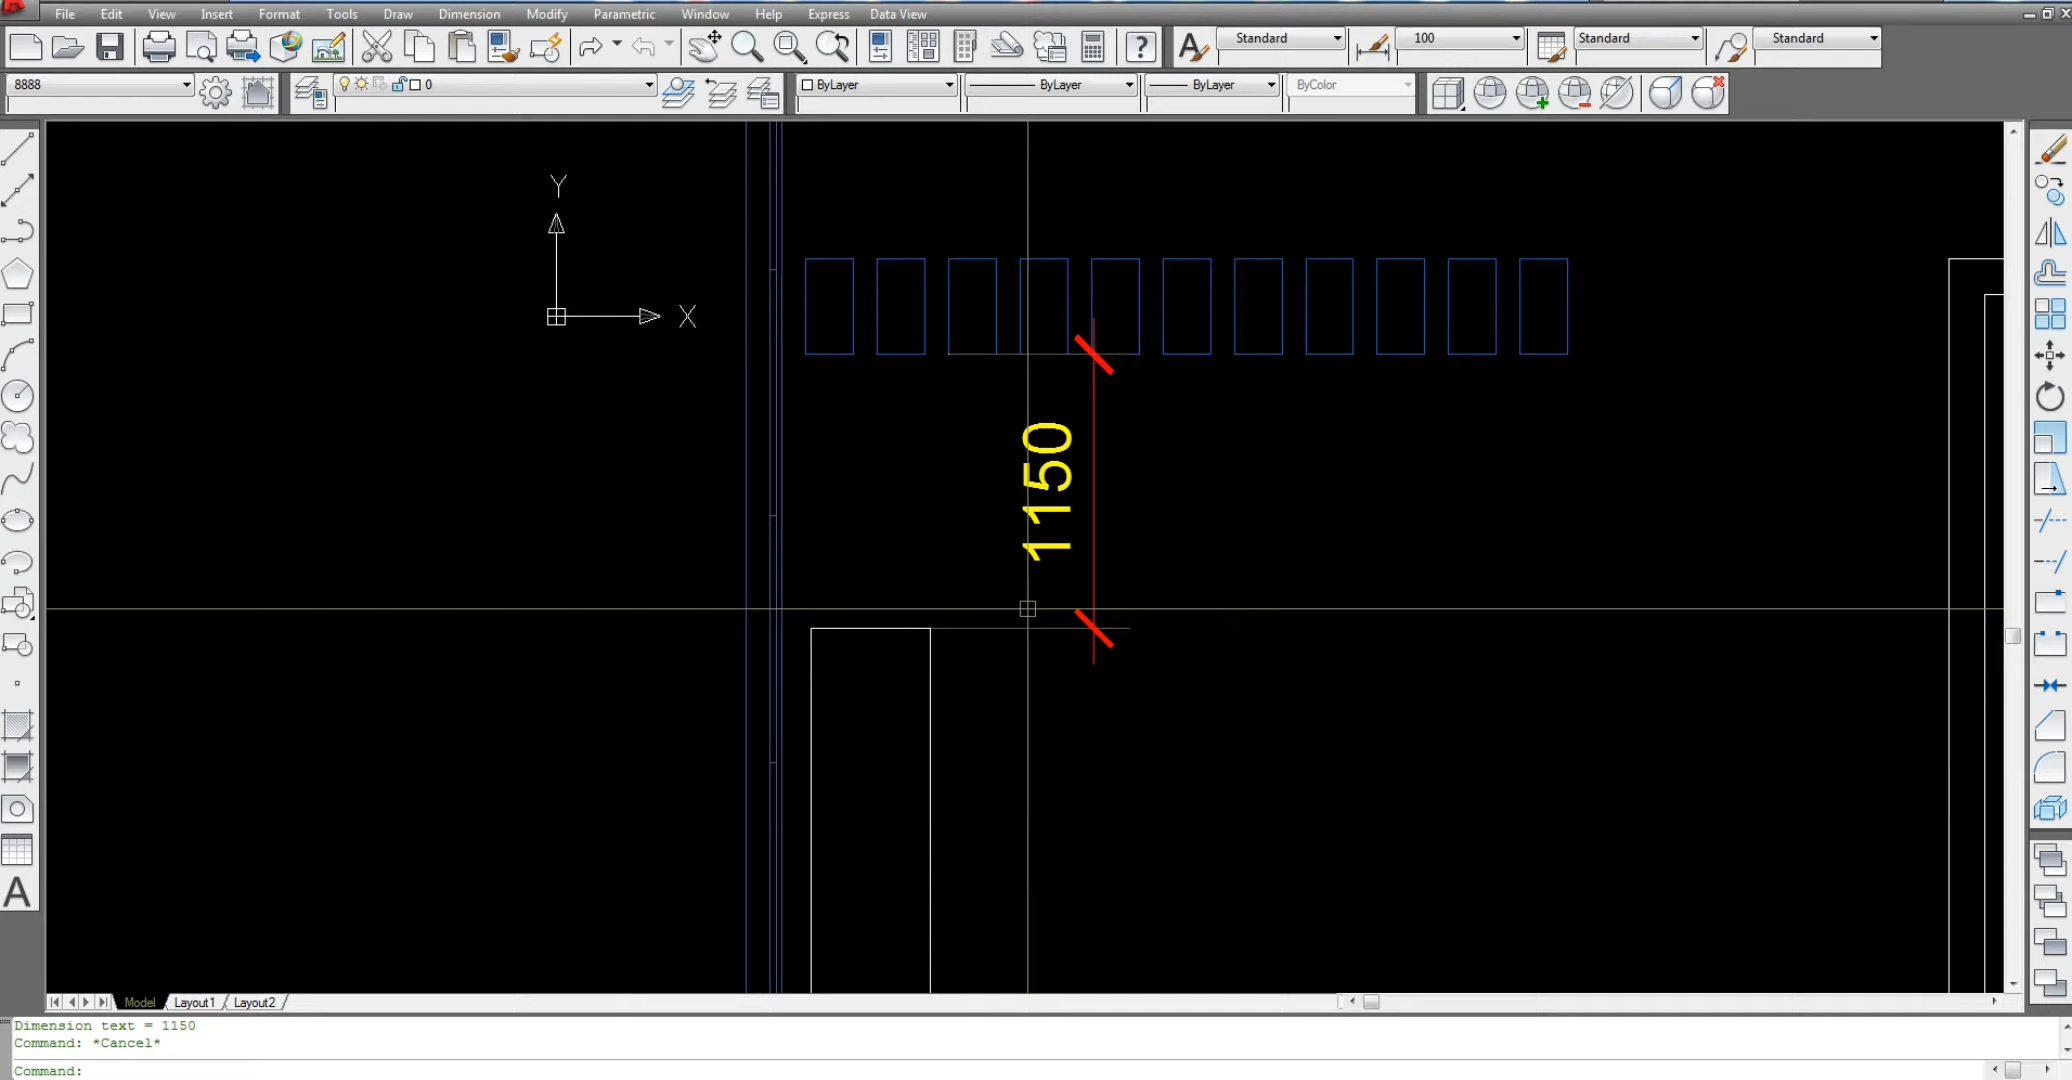 File Edit View Insert Format Tools Draw Dimension Modify Parametric Window Help Express Data View
Standard 100 Standard Standard
8888 0 ByLayer ByLayer ByLayer ByColor
Y
X
1150
A
Model Layout1 Layout2
Dimension text = 1150
Command: *Cancel*
Command: